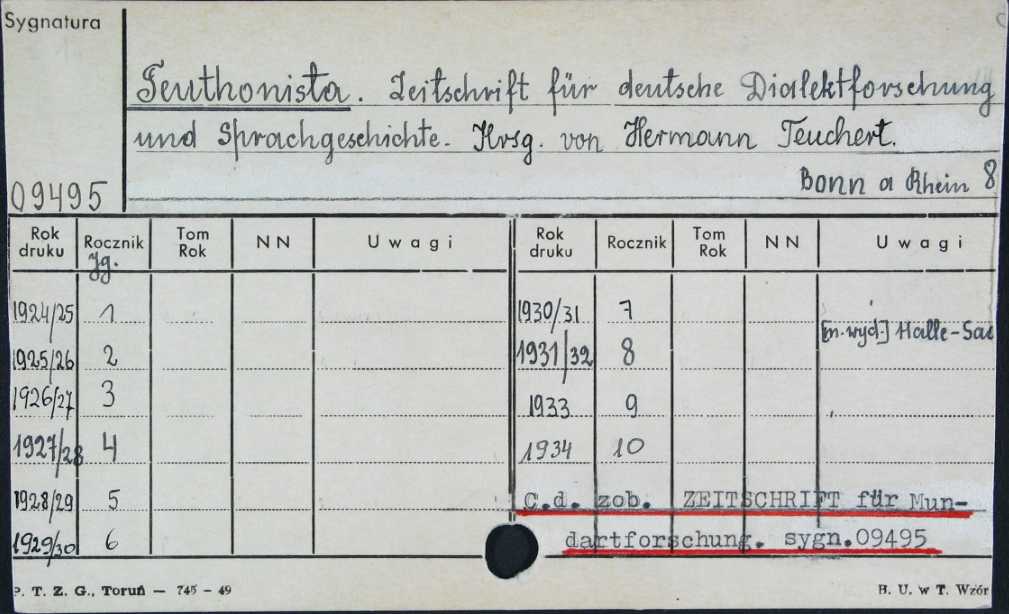 Sygnatura
Teuthonista. Zeitschrift für deutsche Dialektforschung
und Sprachgeschichte. Hrsg. von Hermann Teuchert.
09495 Bonn a Rhein 8
Rok druku Rocznik Jg. Tom Rok N N Uwagi Rok druku Rocznik Tom Rok N N Uwagi
1924/25 1 1930/31 7
[m.wyd.] Halle-Saa
1925/26 2 1931/32 8
1926/27 3 1933 9
1927/28 4 1934 10
1928/29 5 C.d. zob. ZEITSCHRIFT für Mun-
1929/30 6 dartforschung. sygn.09495
P. T. Z. G., Toruń — 745 – 49 B. U. w T. Wzór